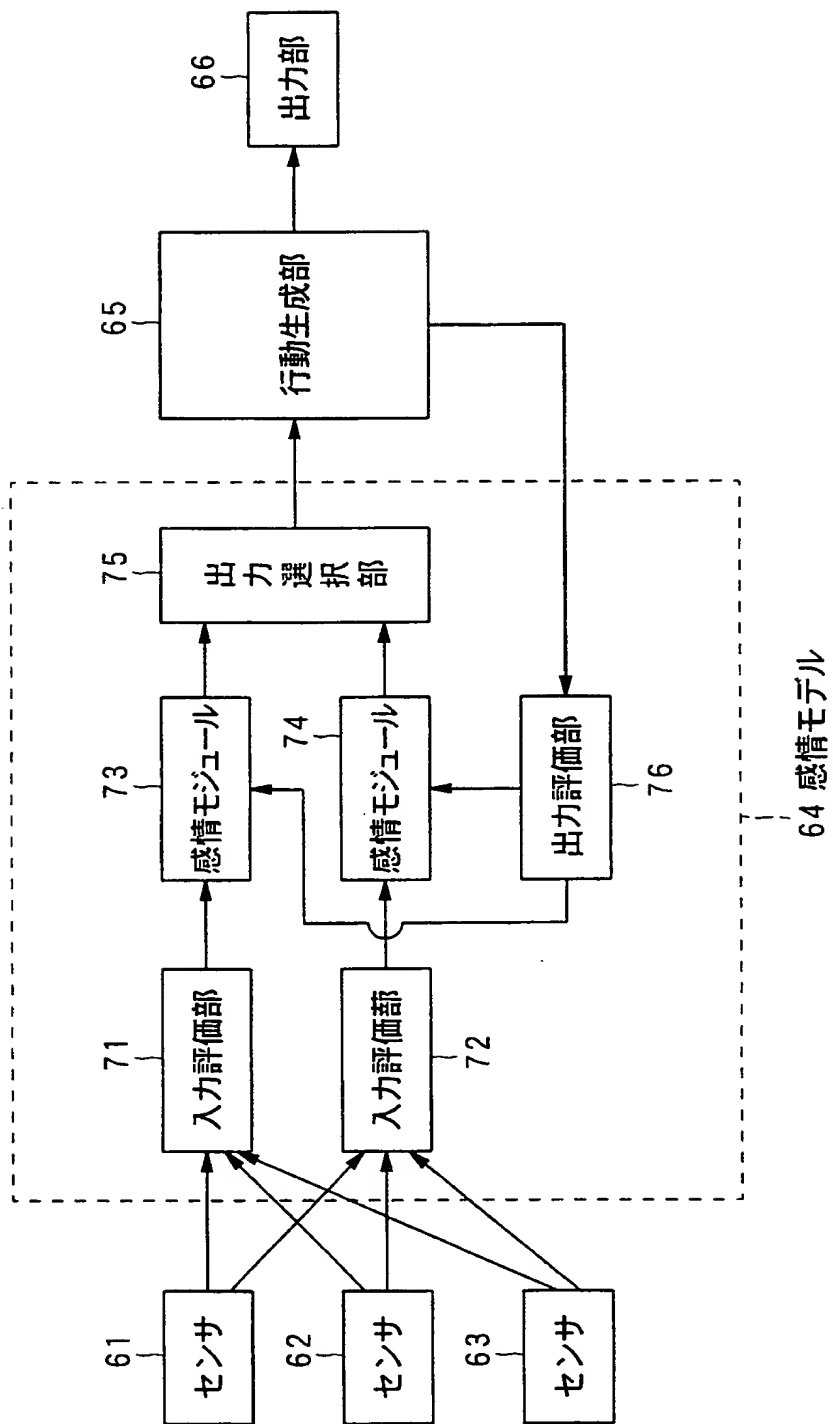 61
センサ
62
センサ
63
センサ
71
入力評価部
72
入力評価部
73
感情モジュール
74
感情モジュール
75
出力選択部
76
出力評価部
64 感情モデル
65
行動生成部
66
出力部